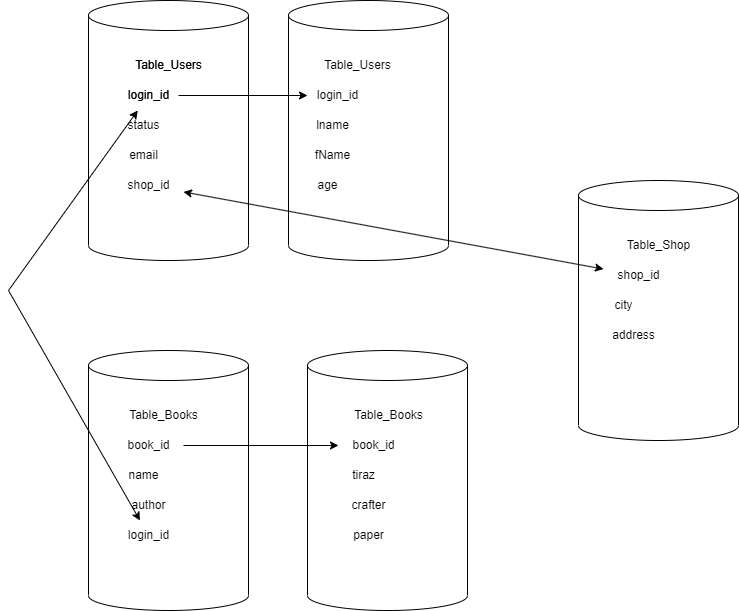 Table_Users
login_id
status
email
shop_id
Table_Users
login_id
lname
fName
age
Table_Shop
shop_id
city
address
Table_Books
book_id
name
author
login_id
Table_Books
book_id
tiraz
crafter
paper